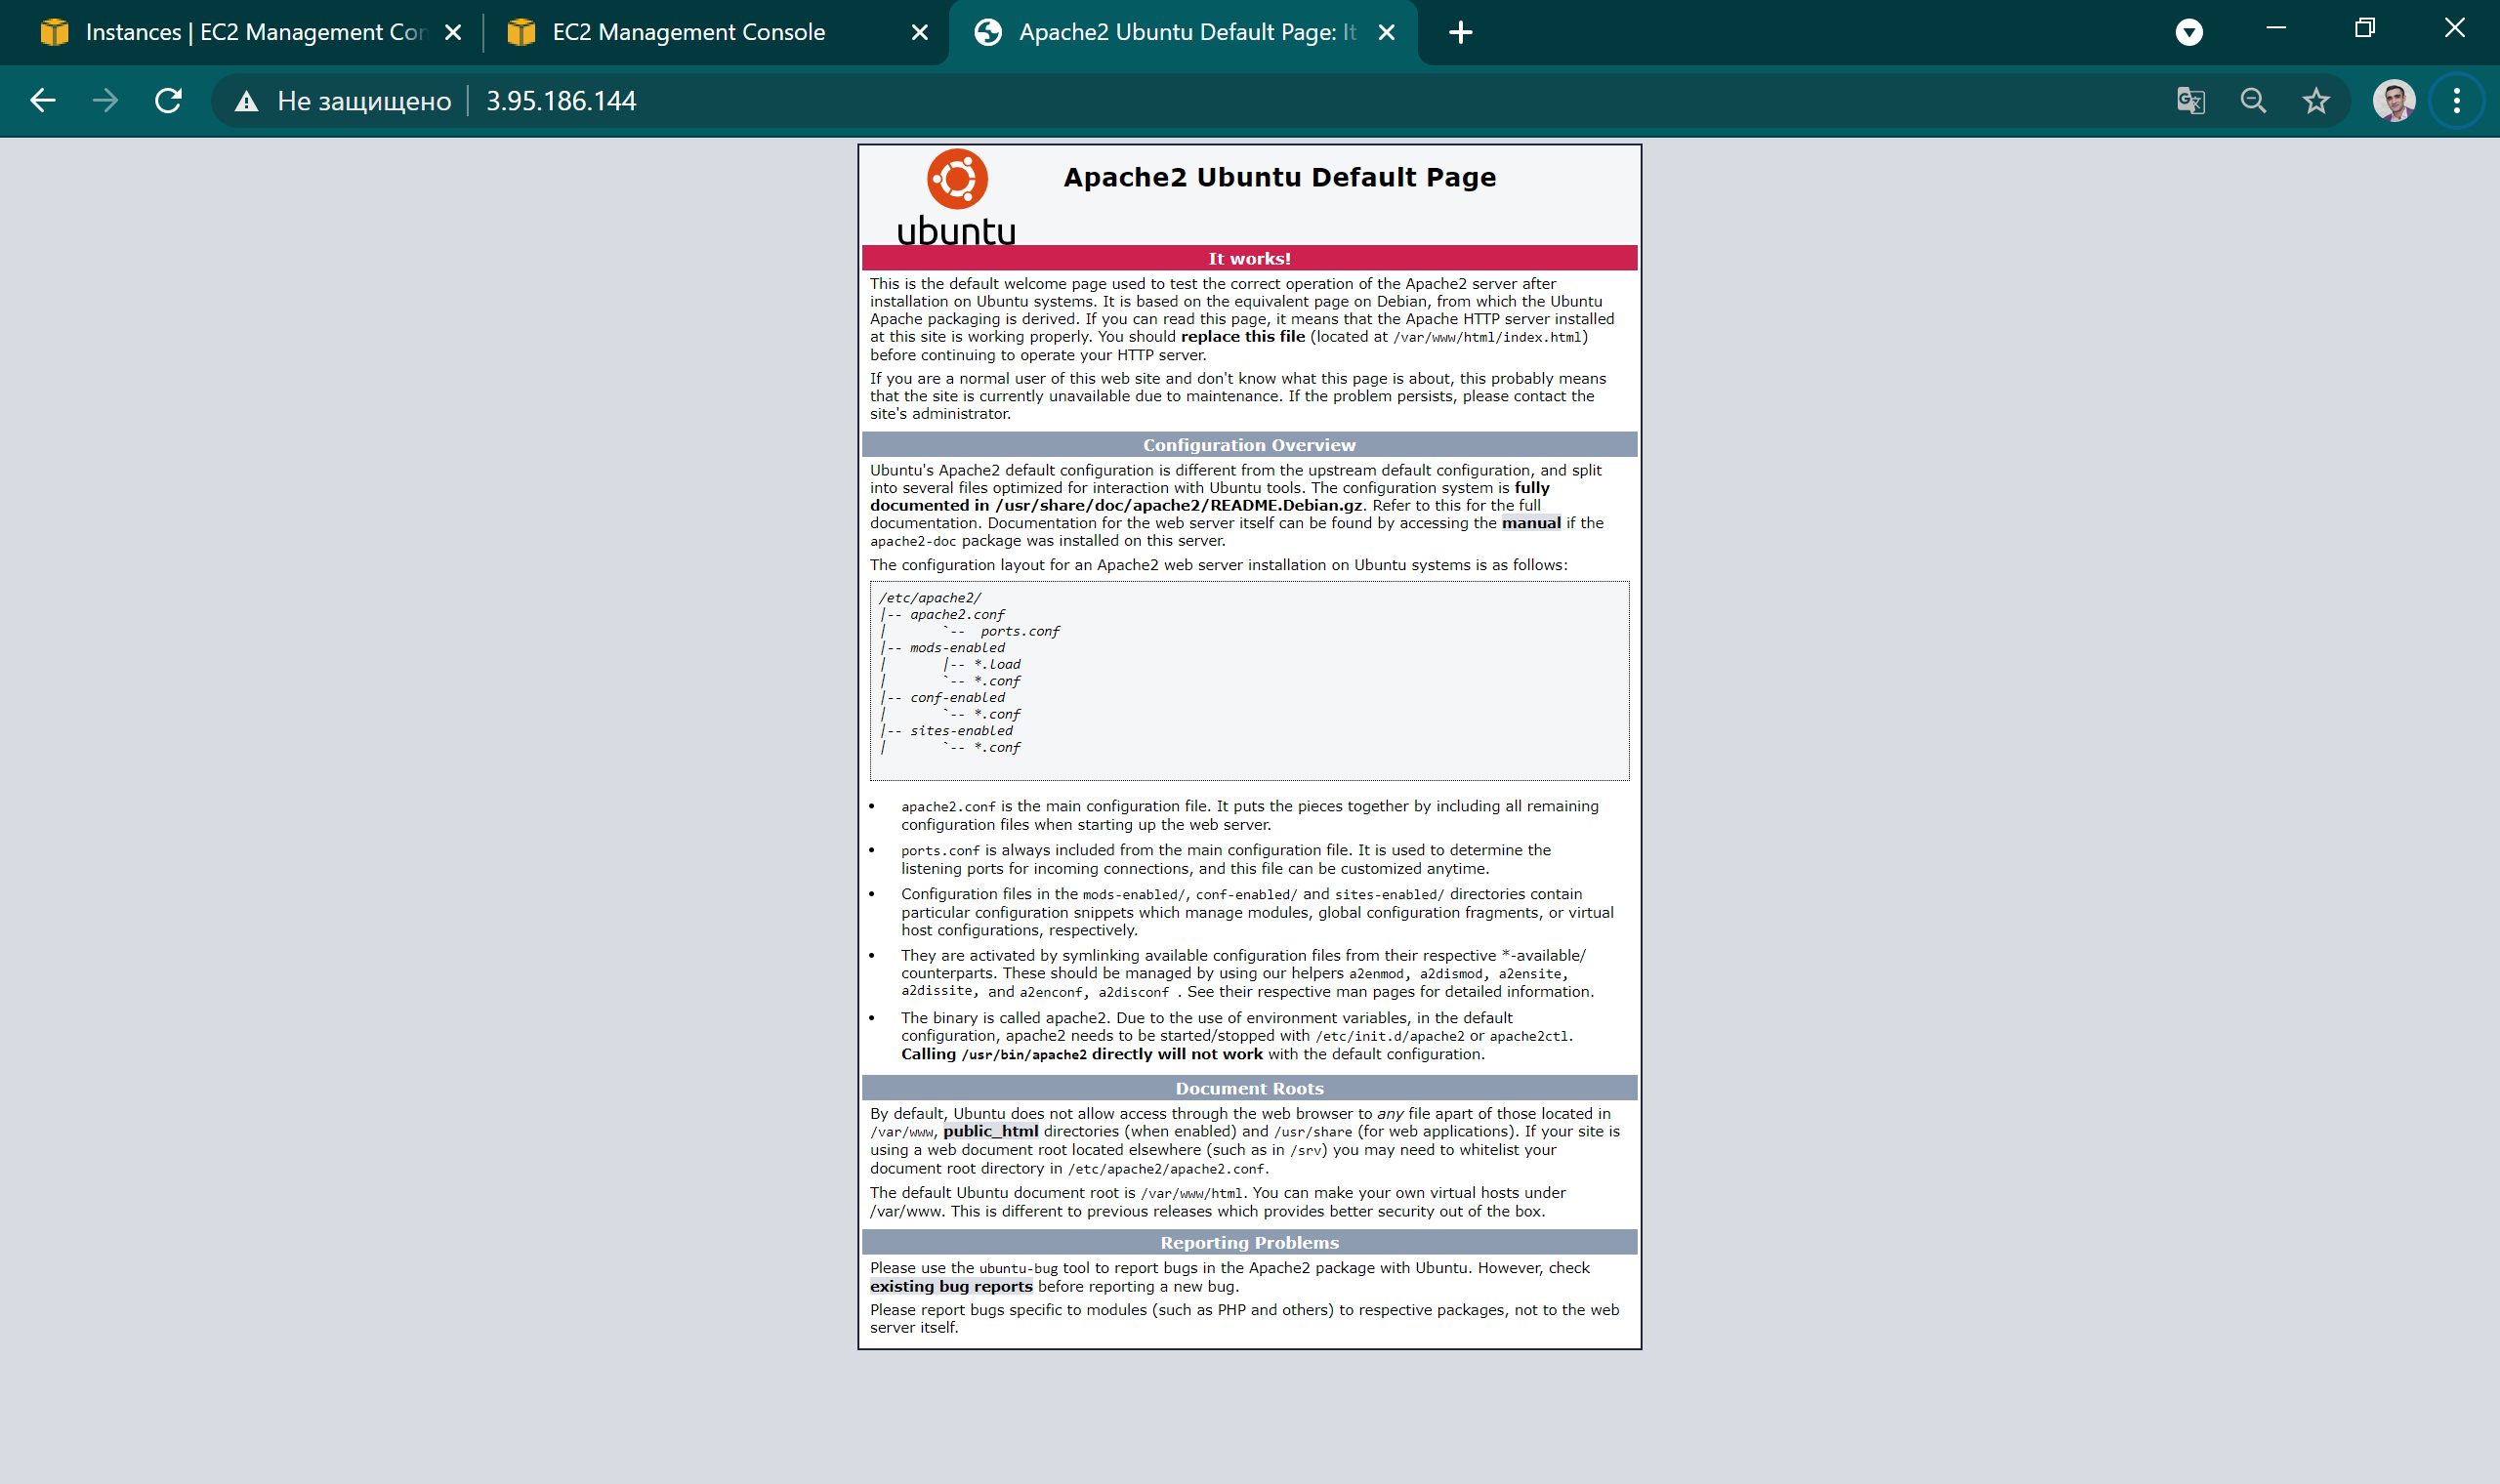 Instances | EC2 Management Con
EC2 Management Console
Apache2 Ubuntu Default Page: It
Не защищено
3.95.186.144
ubuntu
Apache2 Ubuntu Default Page
It works!
This is the default welcome page used to test the correct operation of the Apache2 server after
installation on Ubuntu systems. It is based on the equivalent page on Debian, from which the Ubuntu
Apache packaging is derived. If you can read this page, it means that the Apache HTTP server installed
at this site is working properly. You should replace this file (located at /var/www/html/index.html)
before continuing to operate your HTTP server.
If you are a normal user of this web site and don't know what this page is about, this probably means
that the site is currently unavailable due to maintenance. If the problem persists, please contact the
site's administrator.
Configuration Overview
Ubuntu's Apache2 default configuration is different from the upstream default configuration, and split
into several files optimized for interaction with Ubuntu tools. The configuration system is fully
documented in /usr/share/doc/apache2/README.Debian.gz. Refer to this for the full
documentation. Documentation for the web server itself can be found by accessing the manual if the
apache2-doc package was installed on this server.
The configuration layout for an Apache2 web server installation on Ubuntu systems is as follows:
/etc/apache2/
|-- apache2.conf
|       `--  ports.conf
|-- mods-enabled
|       |-- *.load
|       `-- *.conf
|-- conf-enabled
|       `-- *.conf
|-- sites-enabled
|       `-- *.conf
• apache2.conf is the main configuration file. It puts the pieces together by including all remaining
configuration files when starting up the web server.
• ports.conf is always included from the main configuration file. It is used to determine the
listening ports for incoming connections, and this file can be customized anytime.
• Configuration files in the mods-enabled/, conf-enabled/ and sites-enabled/ directories contain
particular configuration snippets which manage modules, global configuration fragments, or virtual
host configurations, respectively.
• They are activated by symlinking available configuration files from their respective *-available/
counterparts. These should be managed by using our helpers a2enmod, a2dismod, a2ensite,
a2dissite, and a2enconf, a2disconf . See their respective man pages for detailed information.
• The binary is called apache2. Due to the use of environment variables, in the default
configuration, apache2 needs to be started/stopped with /etc/init.d/apache2 or apache2ctl.
Calling /usr/bin/apache2 directly will not work with the default configuration.
Document Roots
By default, Ubuntu does not allow access through the web browser to any file apart of those located in
/var/www, public_html directories (when enabled) and /usr/share (for web applications). If your site is
using a web document root located elsewhere (such as in /srv) you may need to whitelist your
document root directory in /etc/apache2/apache2.conf.
The default Ubuntu document root is /var/www/html. You can make your own virtual hosts under
/var/www. This is different to previous releases which provides better security out of the box.
Reporting Problems
Please use the ubuntu-bug tool to report bugs in the Apache2 package with Ubuntu. However, check
existing bug reports before reporting a new bug.
Please report bugs specific to modules (such as PHP and others) to respective packages, not to the web
server itself.